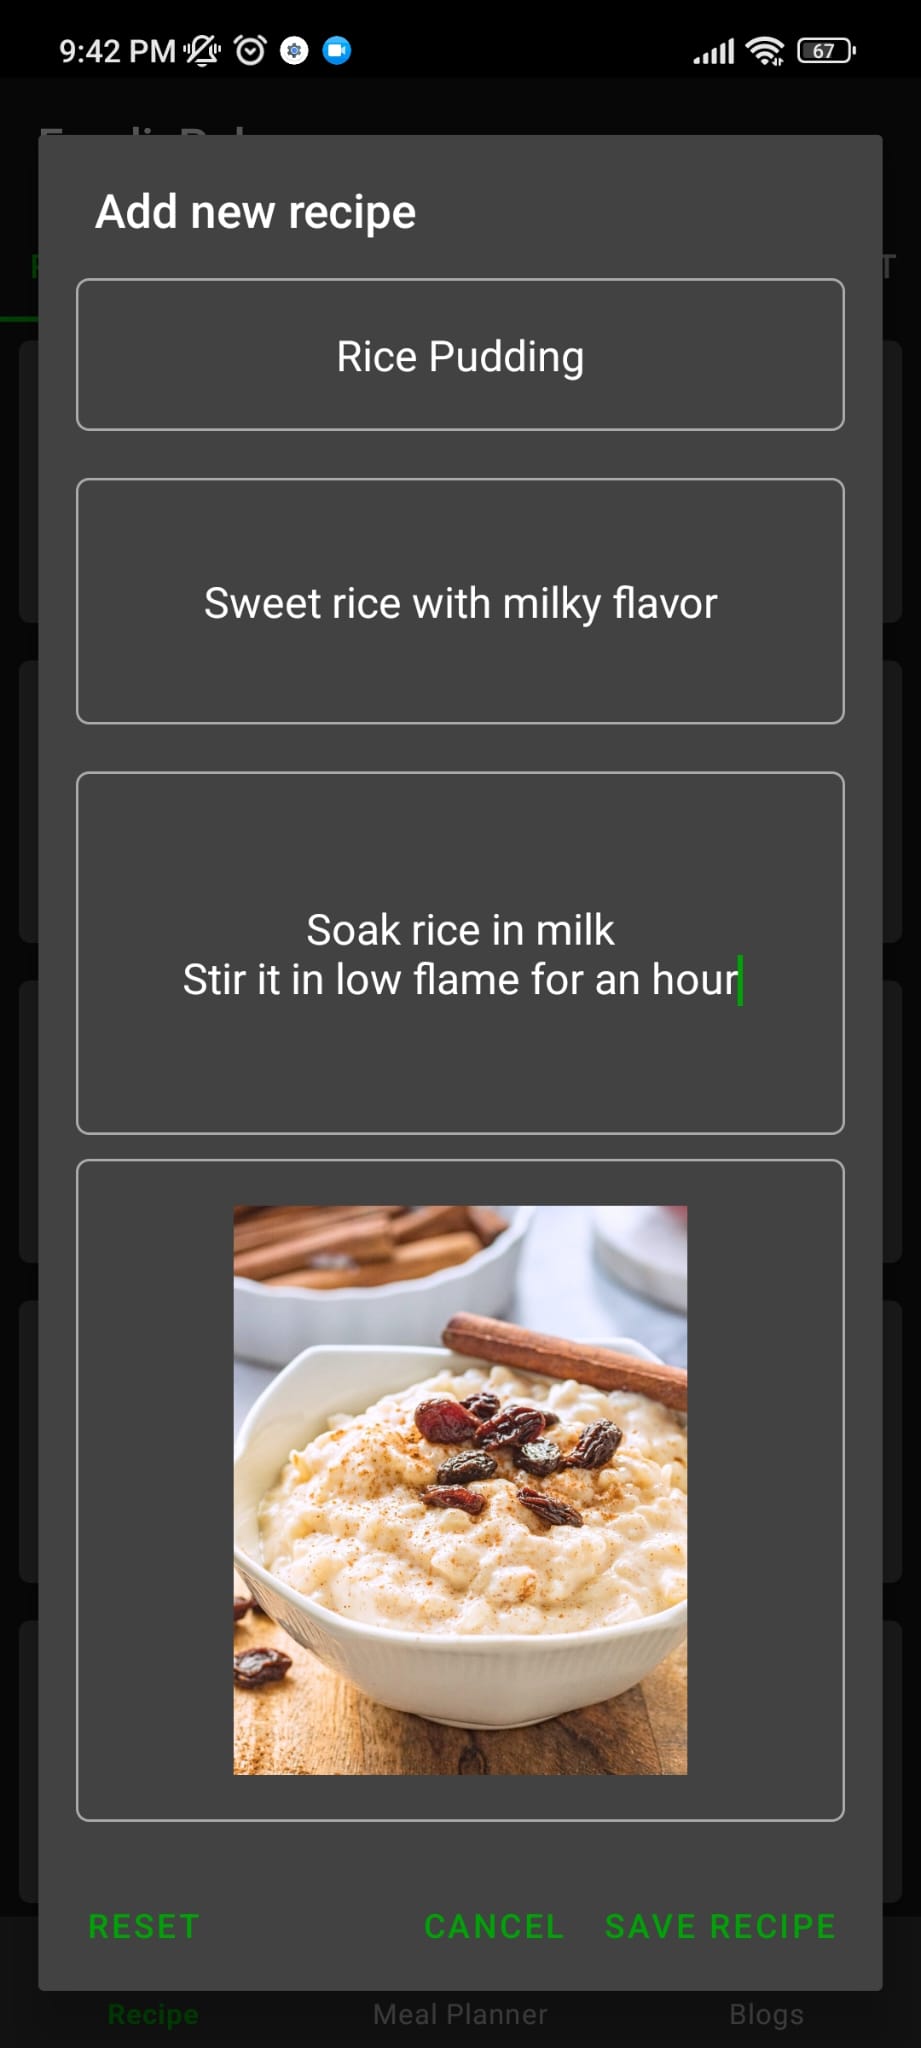 9:42 PM
67
Add new recipe
Rice Pudding
Sweet rice with milky flavor
Soak rice in milk
Stir it in low flame for an hour
RESET
CANCEL
SAVE RECIPE
Recipe
Meal Planner
Blogs